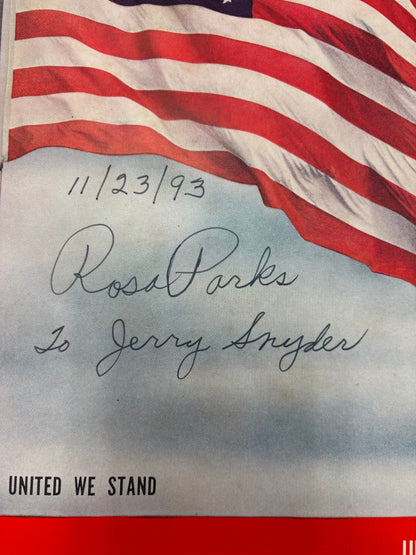 11/23/93
Rosa Parks
To Jerry Snyder
UNITED WE STAND